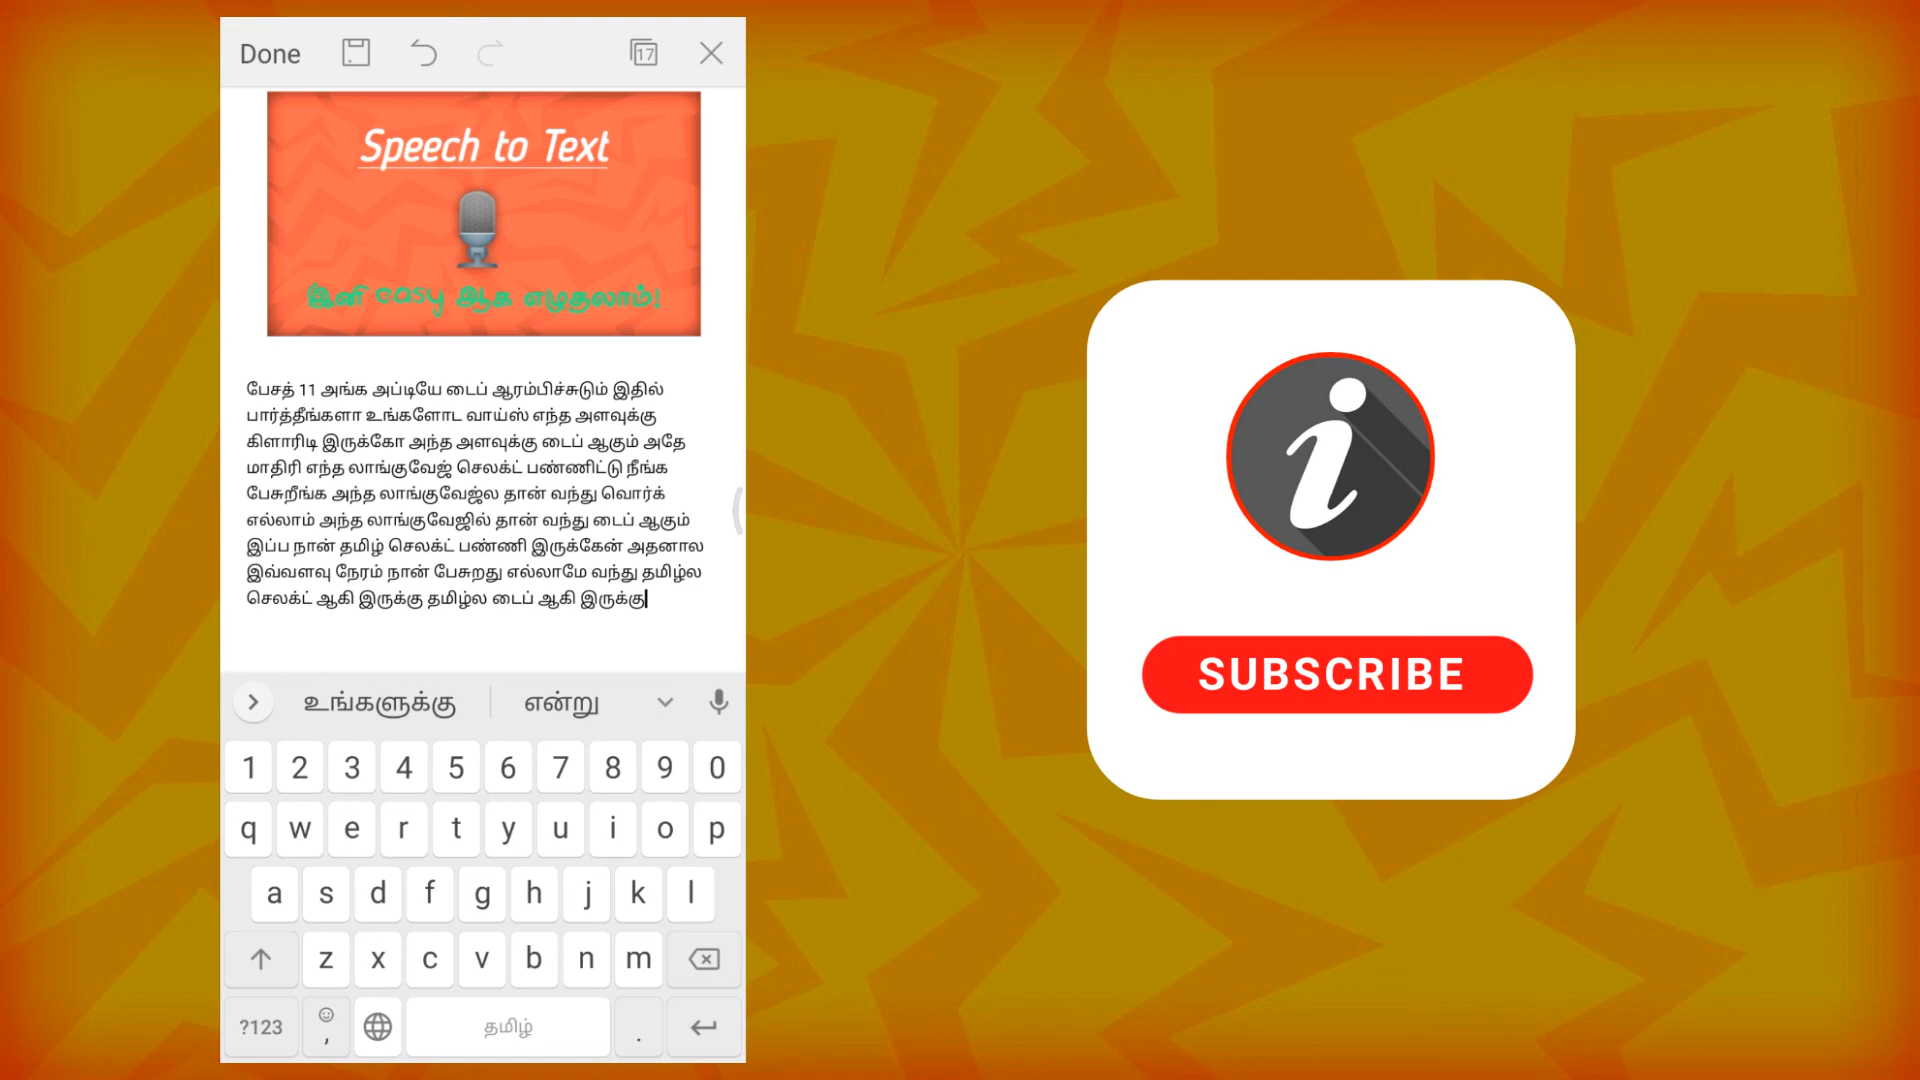 Done
17
Speech to Text
இனி easy ஆக எழுதலாம்!
பேசத் 11 அங்க அப்டியே டைப் ஆரம்பிச்சுடும் இதில்
பார்த்தீங்களா உங்களோட வாய்ஸ் எந்த அளவுக்கு
கிளாரிடி இருக்கோ அந்த அளவுக்கு டைப் ஆகும் அதே
மாதிரி எந்த லாங்குவேஜ் செலக்ட் பண்ணிட்டு நீங்க
பேசுறீங்க அந்த லாங்குவேஜ்ல தான் வந்து வொர்க்
எல்லாம் அந்த லாங்குவேஜில் தான் வந்து டைப் ஆகும்
இப்ப நான் தமிழ் செலக்ட் பண்ணி இருக்கேன் அதனால
இவ்வளவு நேரம் நான் பேசுறது எல்லாமே வந்து தமிழ்ல
செலக்ட் ஆகி இருக்கு தமிழ்ல டைப் ஆகி இருக்கு
உங்களுக்கு என்று
1 2 3 4 5 6 7 8 9 0
q w e r t y u i o p
a s d f g h j k l
z x c v b n m
?123 , தமிழ் .
i
SUBSCRIBE